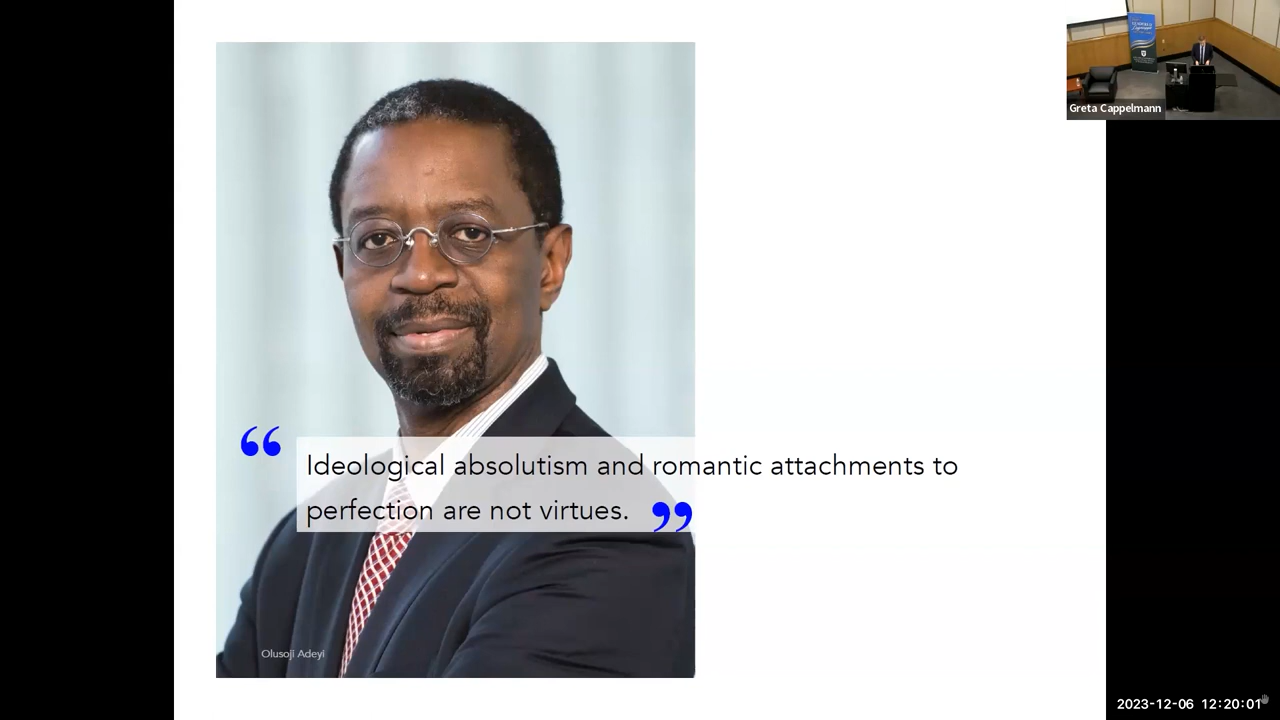 Greta Cappelmann
“
Ideological absolutism and romantic attachments to
perfection are not virtues. ”
Olusoji Adeyi
2023-12-06 12:20:01